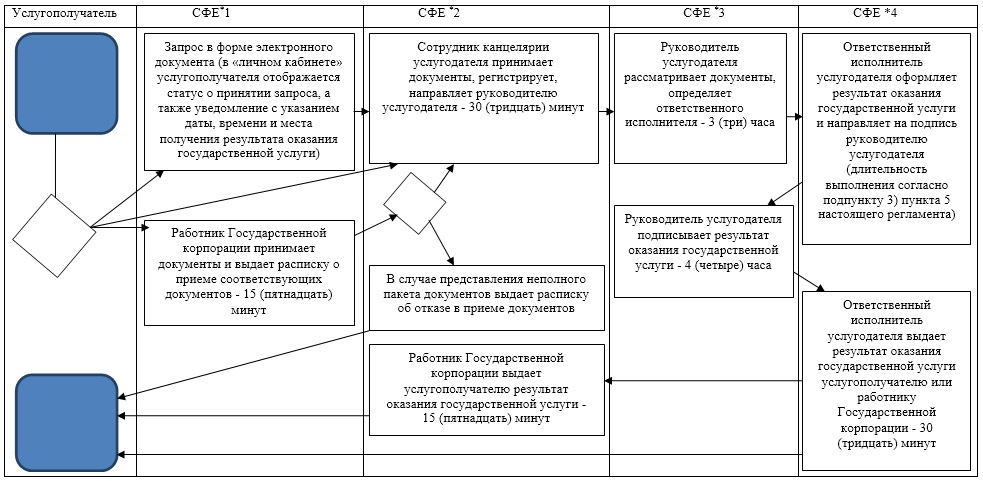 Услугополучатель
СФЕ*1
СФЕ *2
СФЕ *3
СФЕ *4
Запрос в форме электронного
документа (в «личном кабинете»
услугополучателя отображается
статус о принятии запроса, а
также уведомление с указанием
даты, времени и места
получения результата оказания
государственной услуги)
Сотрудник канцелярии
услугодателя принимает
документы, регистрирует,
направляет руководителю
услугодателя - 30 (тридцать) минут
Руководитель
услугодателя
рассматривает документы,
определяет
ответственного
исполнителя - 3 (три) часа
Ответственный
исполнитель
услугодателя оформляет
результат оказания
государственной услуги
и направляет на подпись
руководителю
услугодателя
(длительность
выполнения согласно
подпункту 3) пункта 5
настоящего регламента)
Работник Государственной
корпорации принимает
документы и выдает расписку о
приеме соответствующих
документов - 15 (пятнадцать)
минут
Руководитель услугодателя
подписывает результат
оказания государственной
услуги - 4 (четыре) часа
В случае представления неполного
пакета документов выдает расписку
об отказе в приеме документов
Работник Государственной
корпорации выдает
услугополучателю результат
оказания государственной услуги -
15 (пятнадцать) минут
Ответственный
исполнитель
услугодателя выдает
результат оказания
государственной услуги
услугополучателю или
работнику
Государственной
корпорации - 30
(тридцать) минут